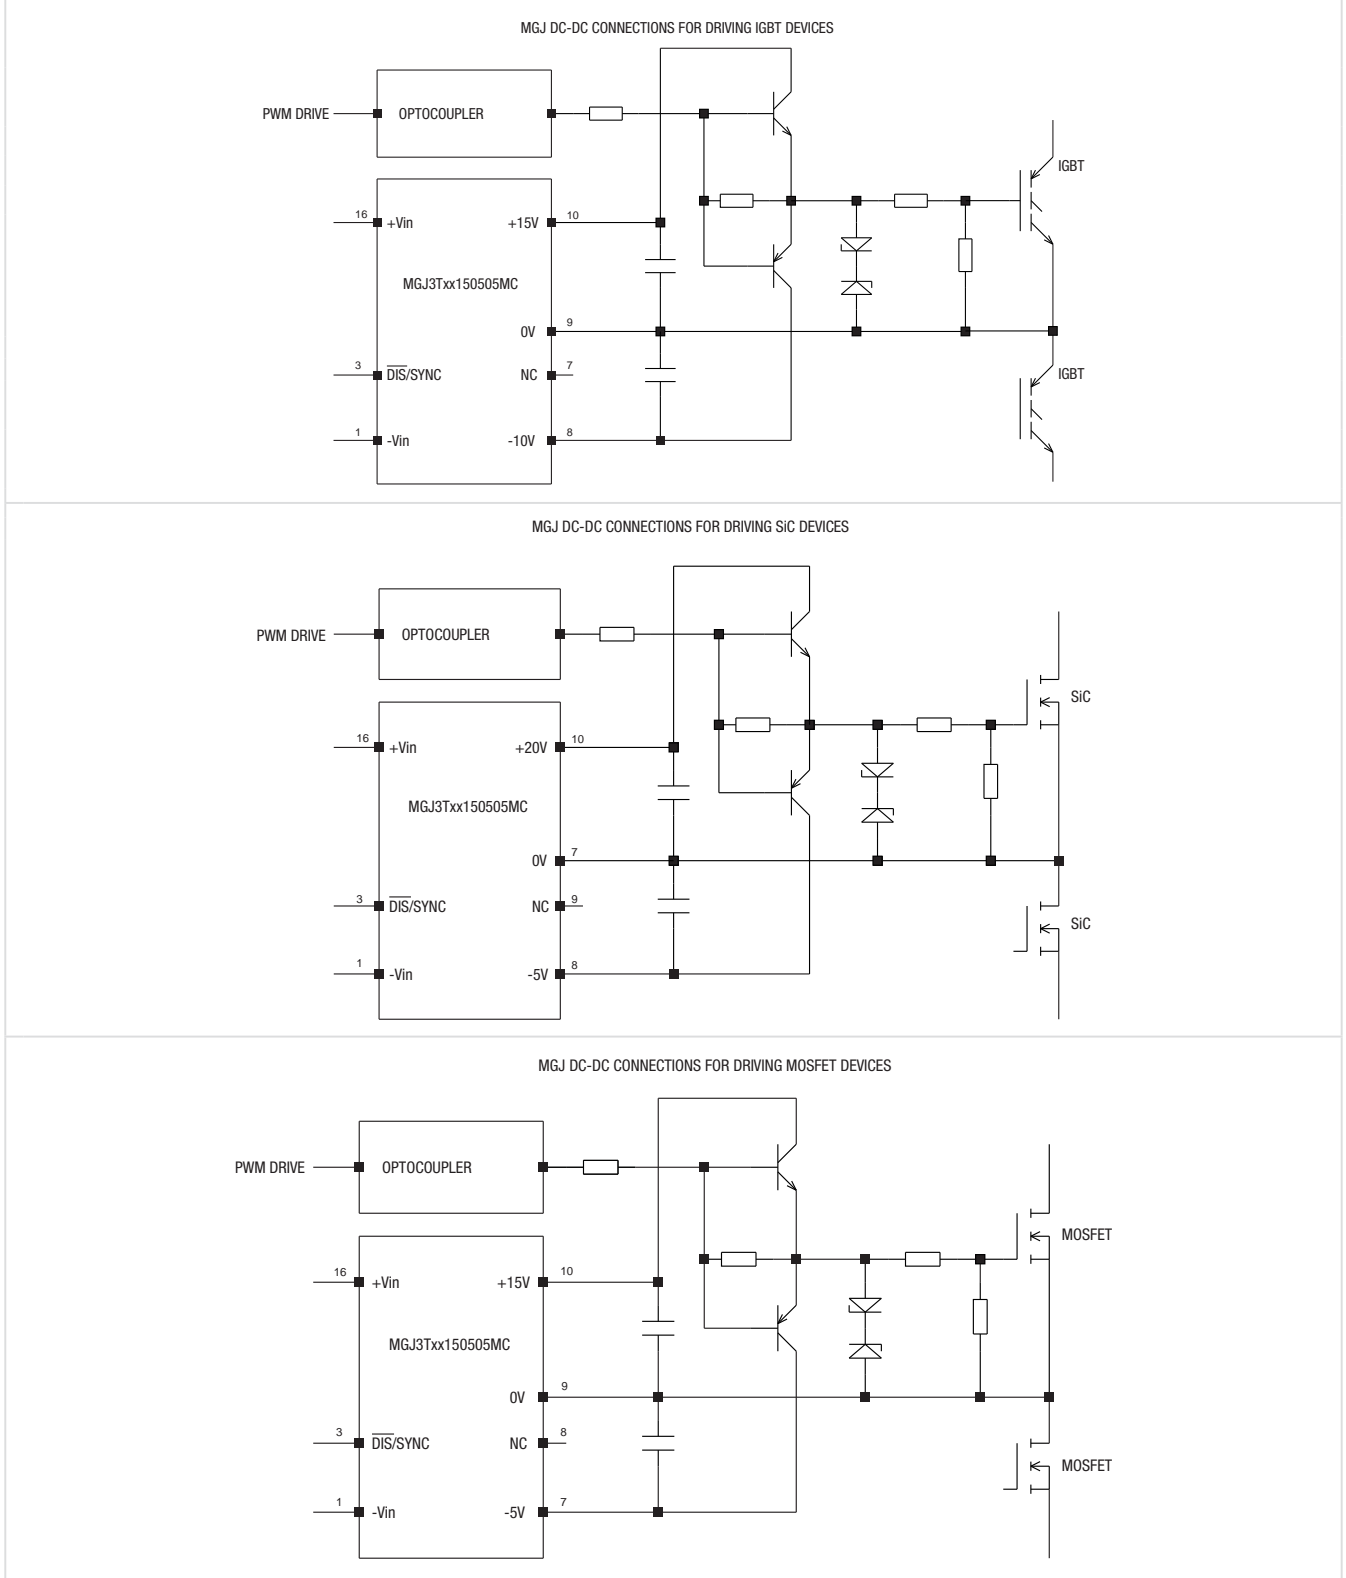 MGJ DC-DC CONNECTIONS FOR DRIVING IGBT DEVICES
PWM DRIVE
OPTOCOUPLER
IGBT
16
+Vin
+15V
10
MGJ3Txx150505MC
0V
9
3
DIS/SYNC
NC
7
IGBT
1
-Vin
-10V
8
MGJ DC-DC CONNECTIONS FOR DRIVING SiC DEVICES
PWM DRIVE
OPTOCOUPLER
SiC
16
+Vin
+20V
10
MGJ3Txx150505MC
0V
7
3
DIS/SYNC
NC
9
SiC
1
-Vin
-5V
8
MGJ DC-DC CONNECTIONS FOR DRIVING MOSFET DEVICES
PWM DRIVE
OPTOCOUPLER
MOSFET
16
+Vin
+15V
10
MGJ3Txx150505MC
0V
9
3
DIS/SYNC
NC
8
MOSFET
1
-Vin
-5V
7